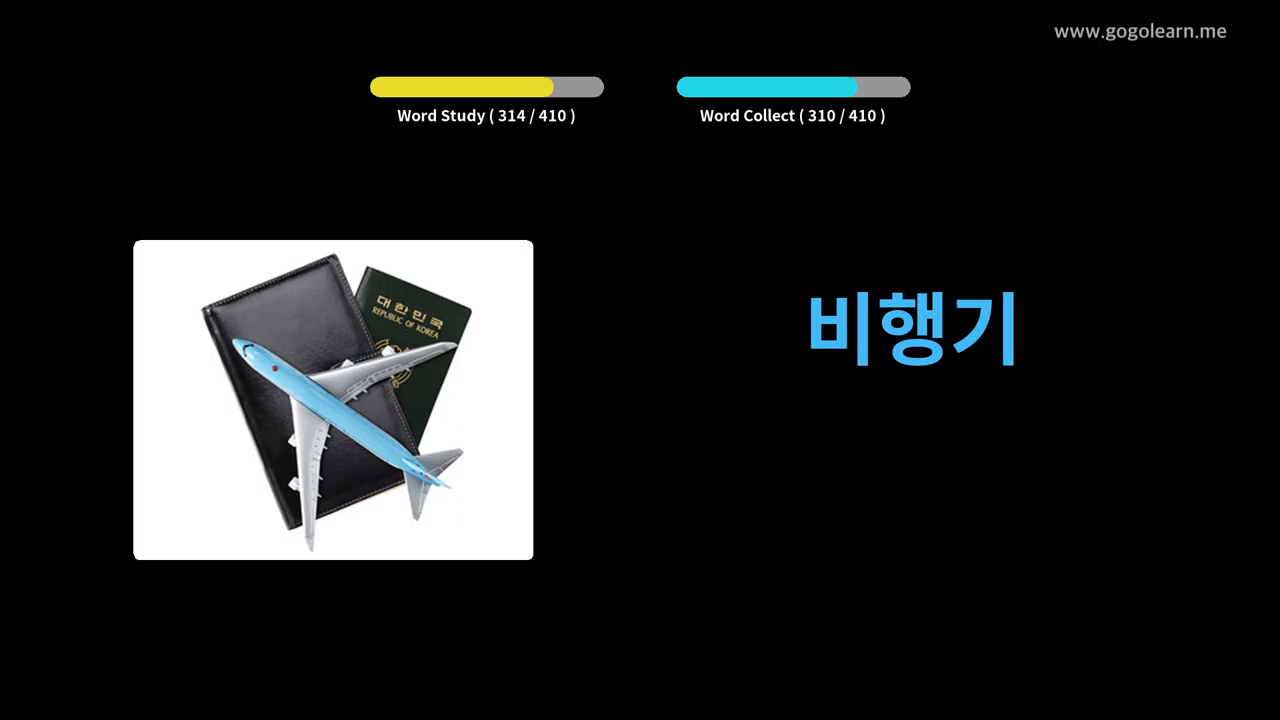 www.gogolearn.me
Word Study ( 314 / 410 )
Word Collect ( 310 / 410 )
대한민국
REPUBLIC OF KOREA
비행기